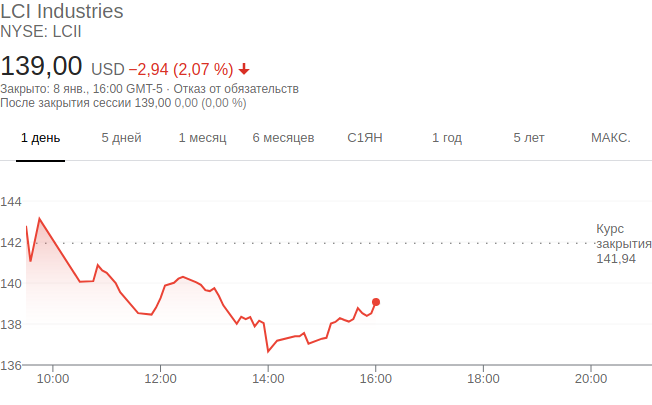 LCI Industries
NYSE: LCII
139,00 USD −2,94 (2,07 %)
Закрыто: 8 янв., 16:00 GMT-5 · Отказ от обязательств
После закрытия сессии 139,00 0,00 (0,00 %)
1 день 5 дней 1 месяц 6 месяцев С1ЯН 1 год 5 лет МАКС.
144
142
140
138
136
Курс
закрытия
141,94
10:00 12:00 14:00 16:00 18:00 20:00